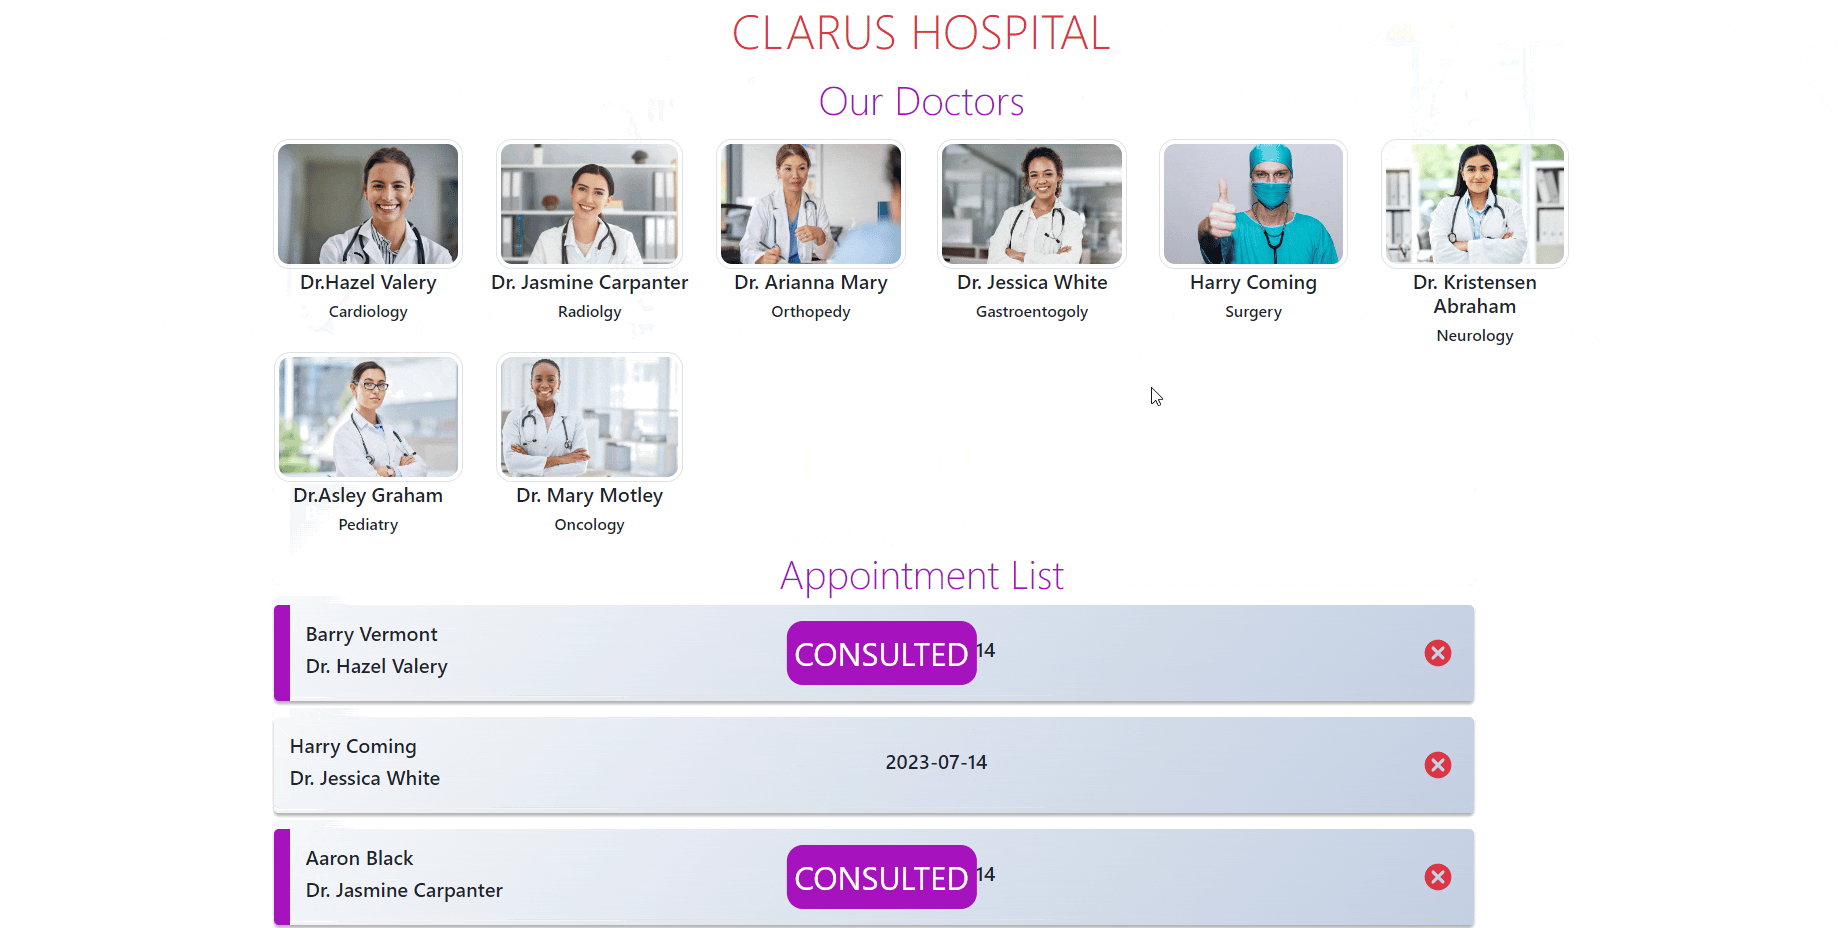 CLARUS HOSPITAL
Our Doctors
Dr.Hazel Valery
Cardiology
Dr. Jasmine Carpanter
Radiolgy
Dr. Arianna Mary
Orthopedy
Dr. Jessica White
Gastroentogoly
Harry Coming
Surgery
Dr. Kristensen
Abraham
Neurology
Dr.Asley Graham
Pediatry
Dr. Mary Motley
Oncology
Appointment List
Barry Vermont
Dr. Hazel Valery
CONSULTED 14
Harry Coming
Dr. Jessica White
2023-07-14
Aaron Black
Dr. Jasmine Carpanter
CONSULTED 14